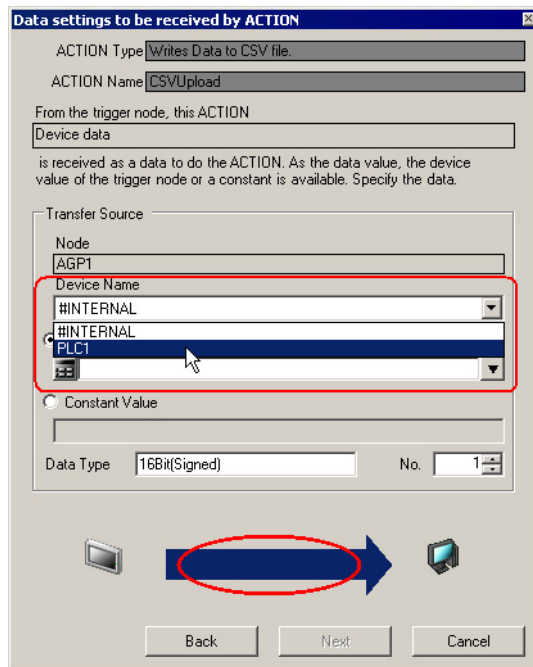 Data settings to be received by ACTION
ACTION Type Writes Data to CSV file.
ACTION Name CSVUpload
From the trigger node, this ACTION
Device data
is received as a data to do the ACTION. As the data value, the device
value of the trigger node or a constant is available. Specify the data.
Transfer Source
Node
AGP1
Device Name
#INTERNAL
#INTERNAL
PLC1
Constant Value
Data Type 16Bit(Signed) No. 1
Back Next Cancel